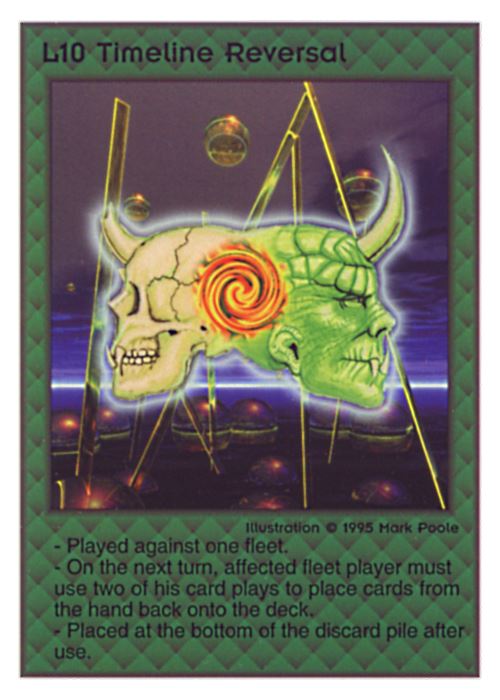 L10 Timeline Reversal
Illustration © 1995 Mark Poole
- Played against one fleet.
- On the next turn, affected fleet player must
use two of his card plays to place cards from
the hand back onto the deck.
- Placed at the bottom of the discard pile after
use.